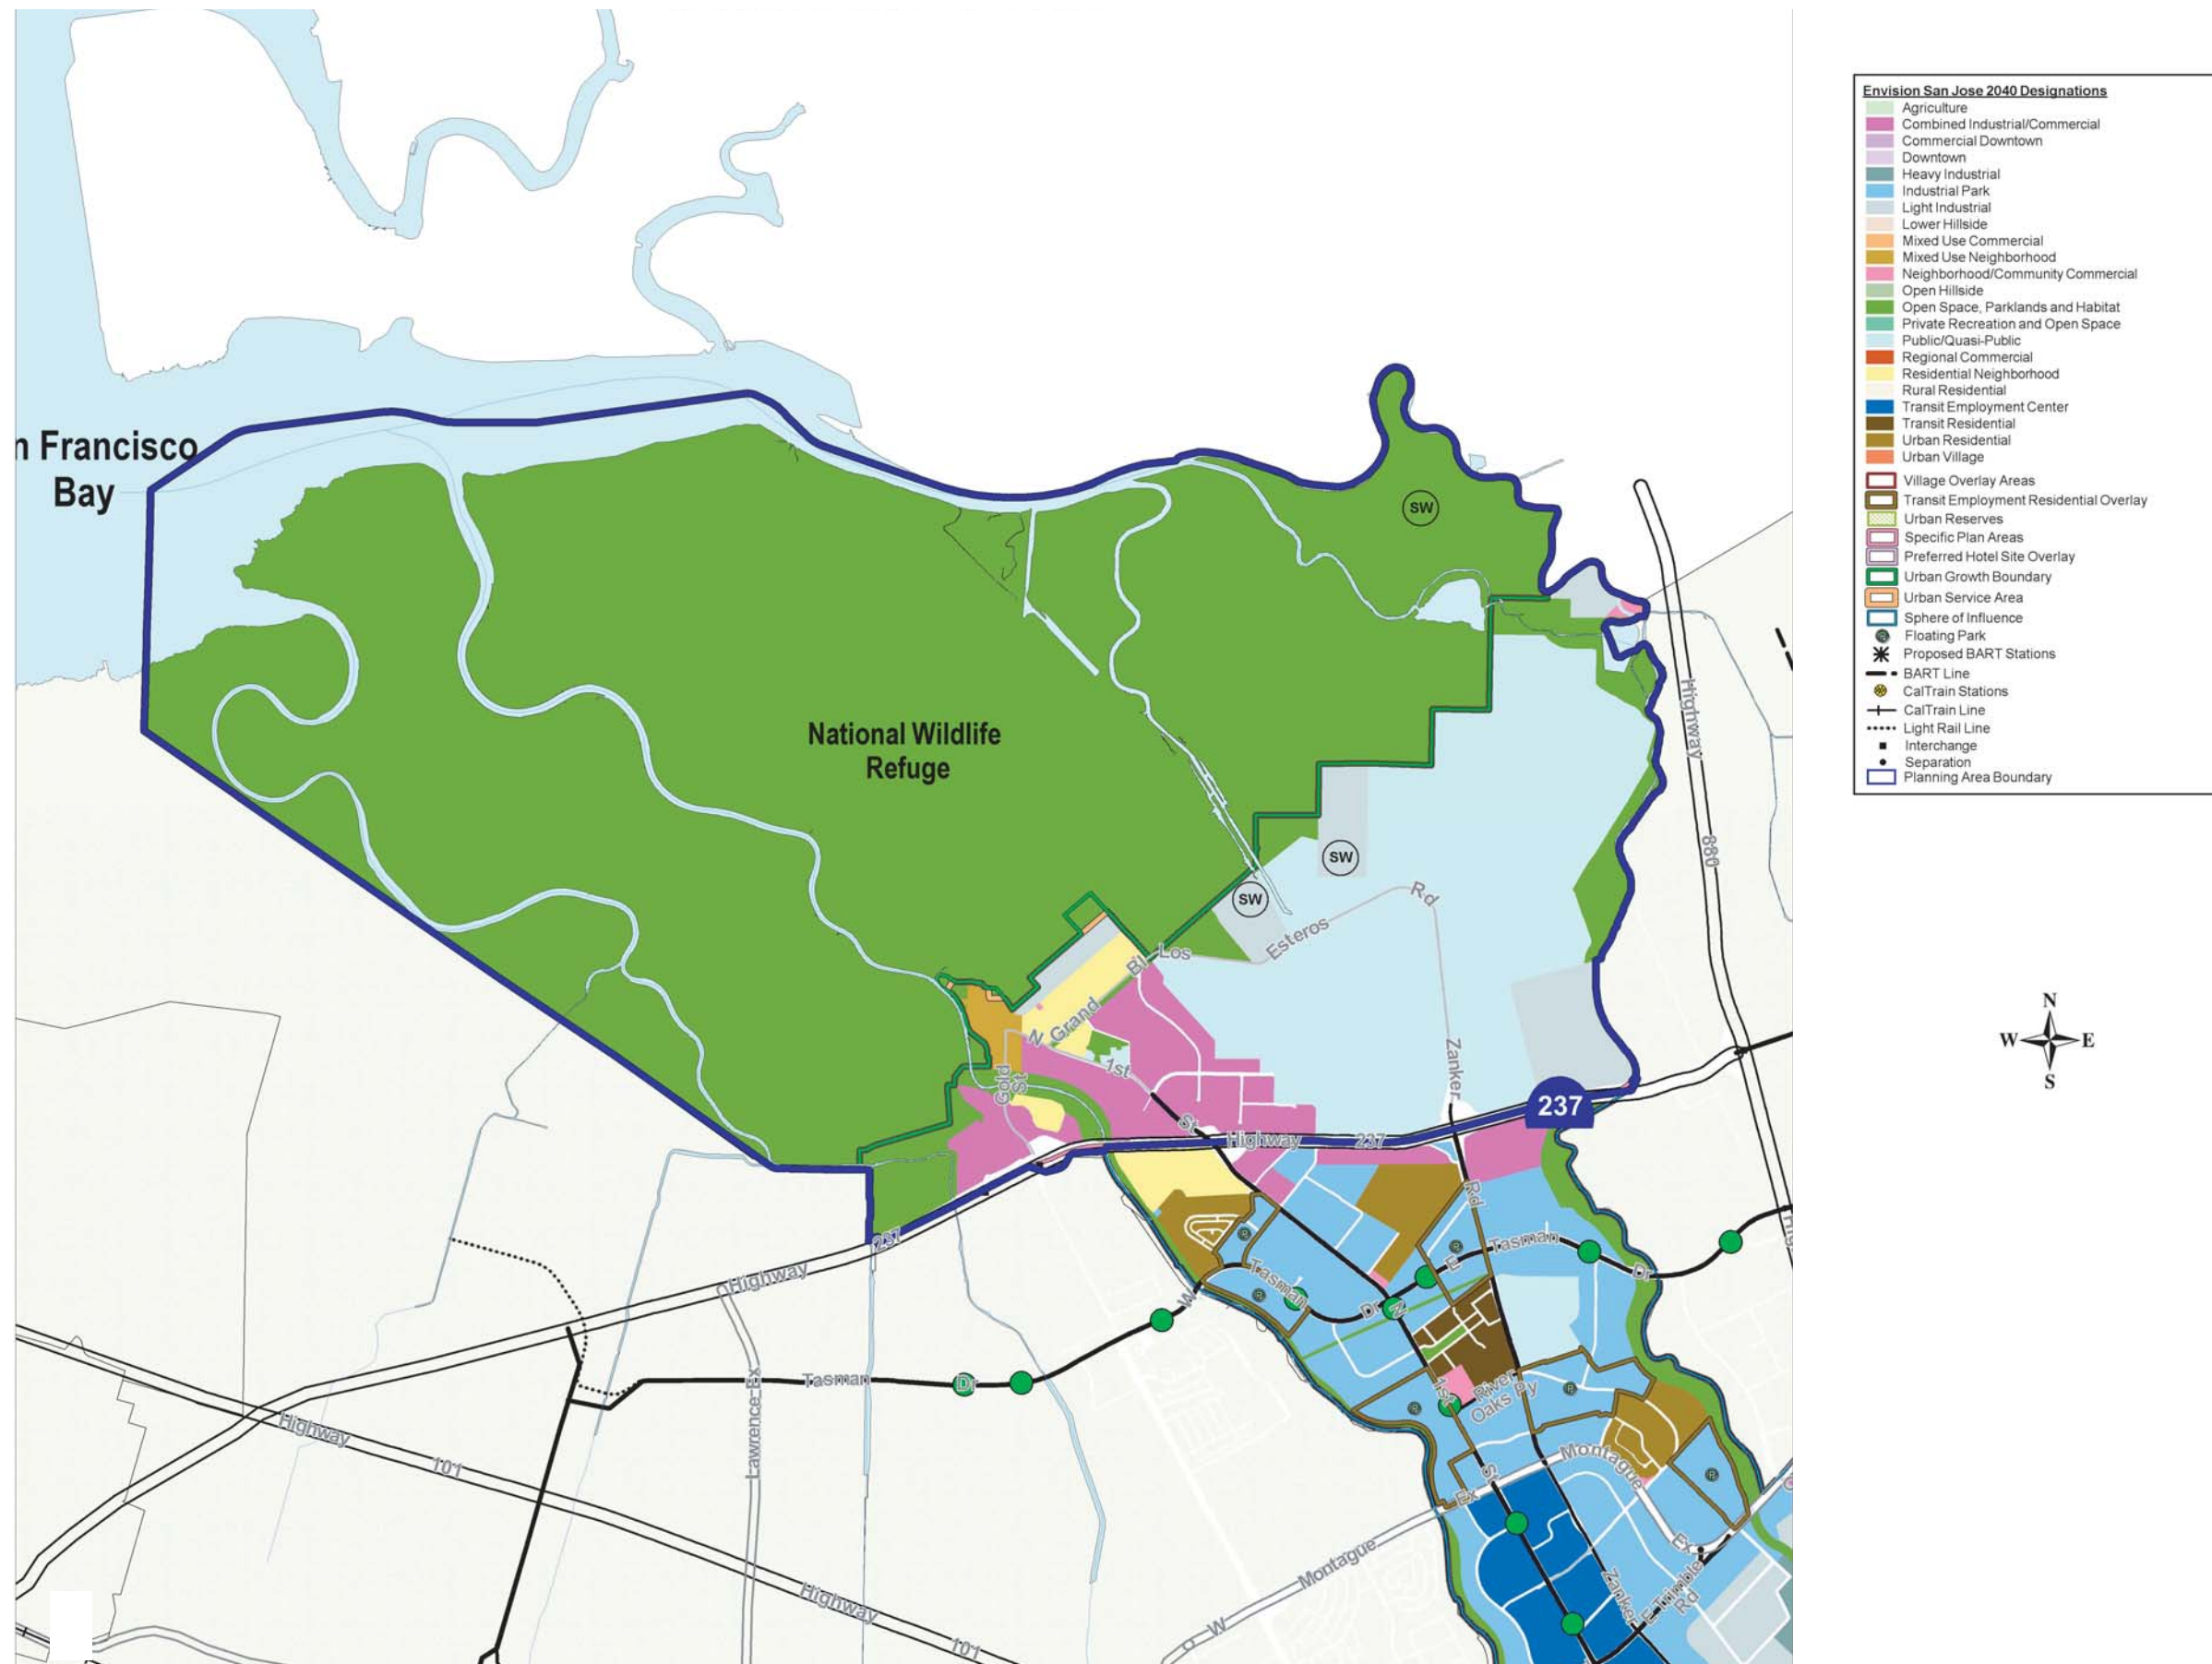 n Francisco
Bay
National Wildlife
Refuge
SW
SW
SW
Highway
880
Los
Esteros
Rd
N
Grand
Bl
1st
St
Gold
St
Zanker
Rd
Highway
237
237
237
Highway
Tasman
Dr
W
Tasman
Dr
E
Tasman
Dr
N
1st
St
River
Oaks Py
Lawrence Ex
Highway
101
Highway
101
W
Montague
Ex
Montague
Ex
Zanker
E Trimble
Rd
Envision San Jose 2040 Designations
Agriculture
Combined Industrial/Commercial
Commercial Downtown
Downtown
Heavy Industrial
Industrial Park
Light Industrial
Lower Hillside
Mixed Use Commercial
Mixed Use Neighborhood
Neighborhood/Community Commercial
Open Hillside
Open Space, Parklands and Habitat
Private Recreation and Open Space
Public/Quasi-Public
Regional Commercial
Residential Neighborhood
Rural Residential
Transit Employment Center
Transit Residential
Urban Residential
Urban Village
Village Overlay Areas
Transit Employment Residential Overlay
Urban Reserves
Specific Plan Areas
Preferred Hotel Site Overlay
Urban Growth Boundary
Urban Service Area
Sphere of Influence
Floating Park
Proposed BART Stations
BART Line
CalTrain Stations
CalTrain Line
Light Rail Line
Interchange
Separation
Planning Area Boundary
N
W E
S